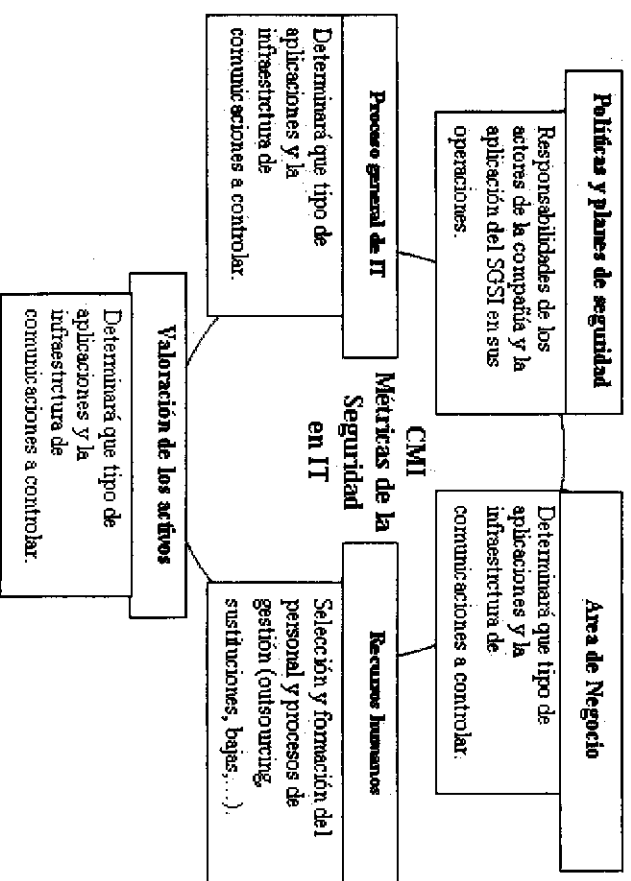 Políticas y planes de seguridad
Responsabilidades de los
actores de la compañía y la
aplicación del SGSI en sus
operaciones.
Area de Negocio
Determinará que tipo de
aplicaciones y la
infraestrctura de
comunicaciones a controlar.
Proceso general de IT
Determinará que tipo de
aplicaciones y la
infraestrctura de
comunicaciones a controlar.
CMI
Métricas de la
Seguridad
en IT
Recursos humanos
Selección y formación del
personal y procesos de
gestión (outsourcing,
sustituciones, bajas,...).
Valoración de los activos
Determinará que tipo de
aplicaciones y la
infraestrctura de
comunicaciones a controlar.